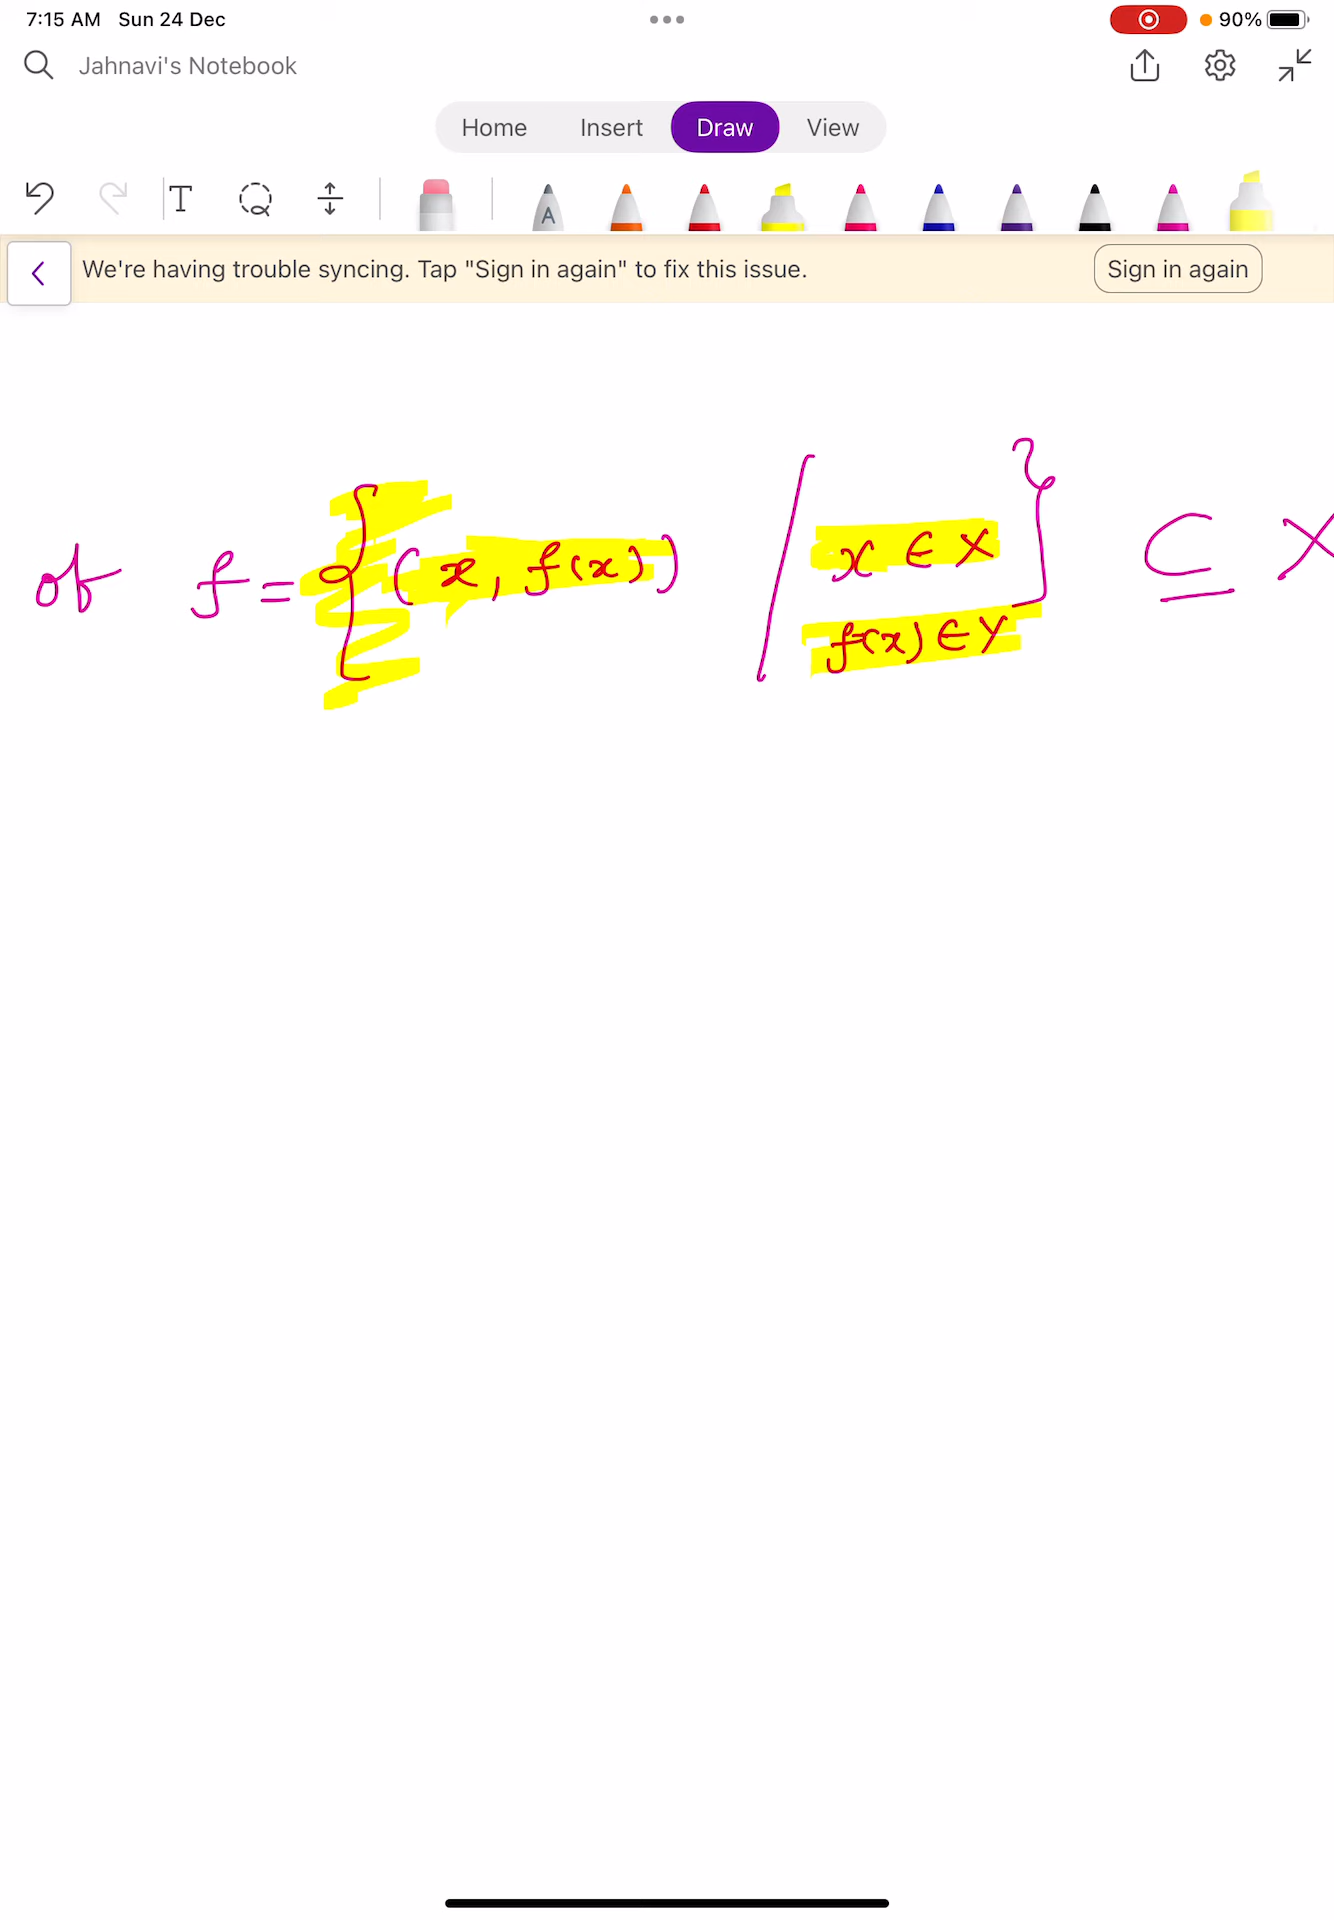 7:15 AM Sun 24 Dec 90%
Jahnavi's Notebook
Home Insert Draw View
T A
We're having trouble syncing. Tap "Sign in again" to fix this issue. Sign in again
of f = { (x, f(x)) / x ∈ X } ⊆ X
f(x) ∈ Y